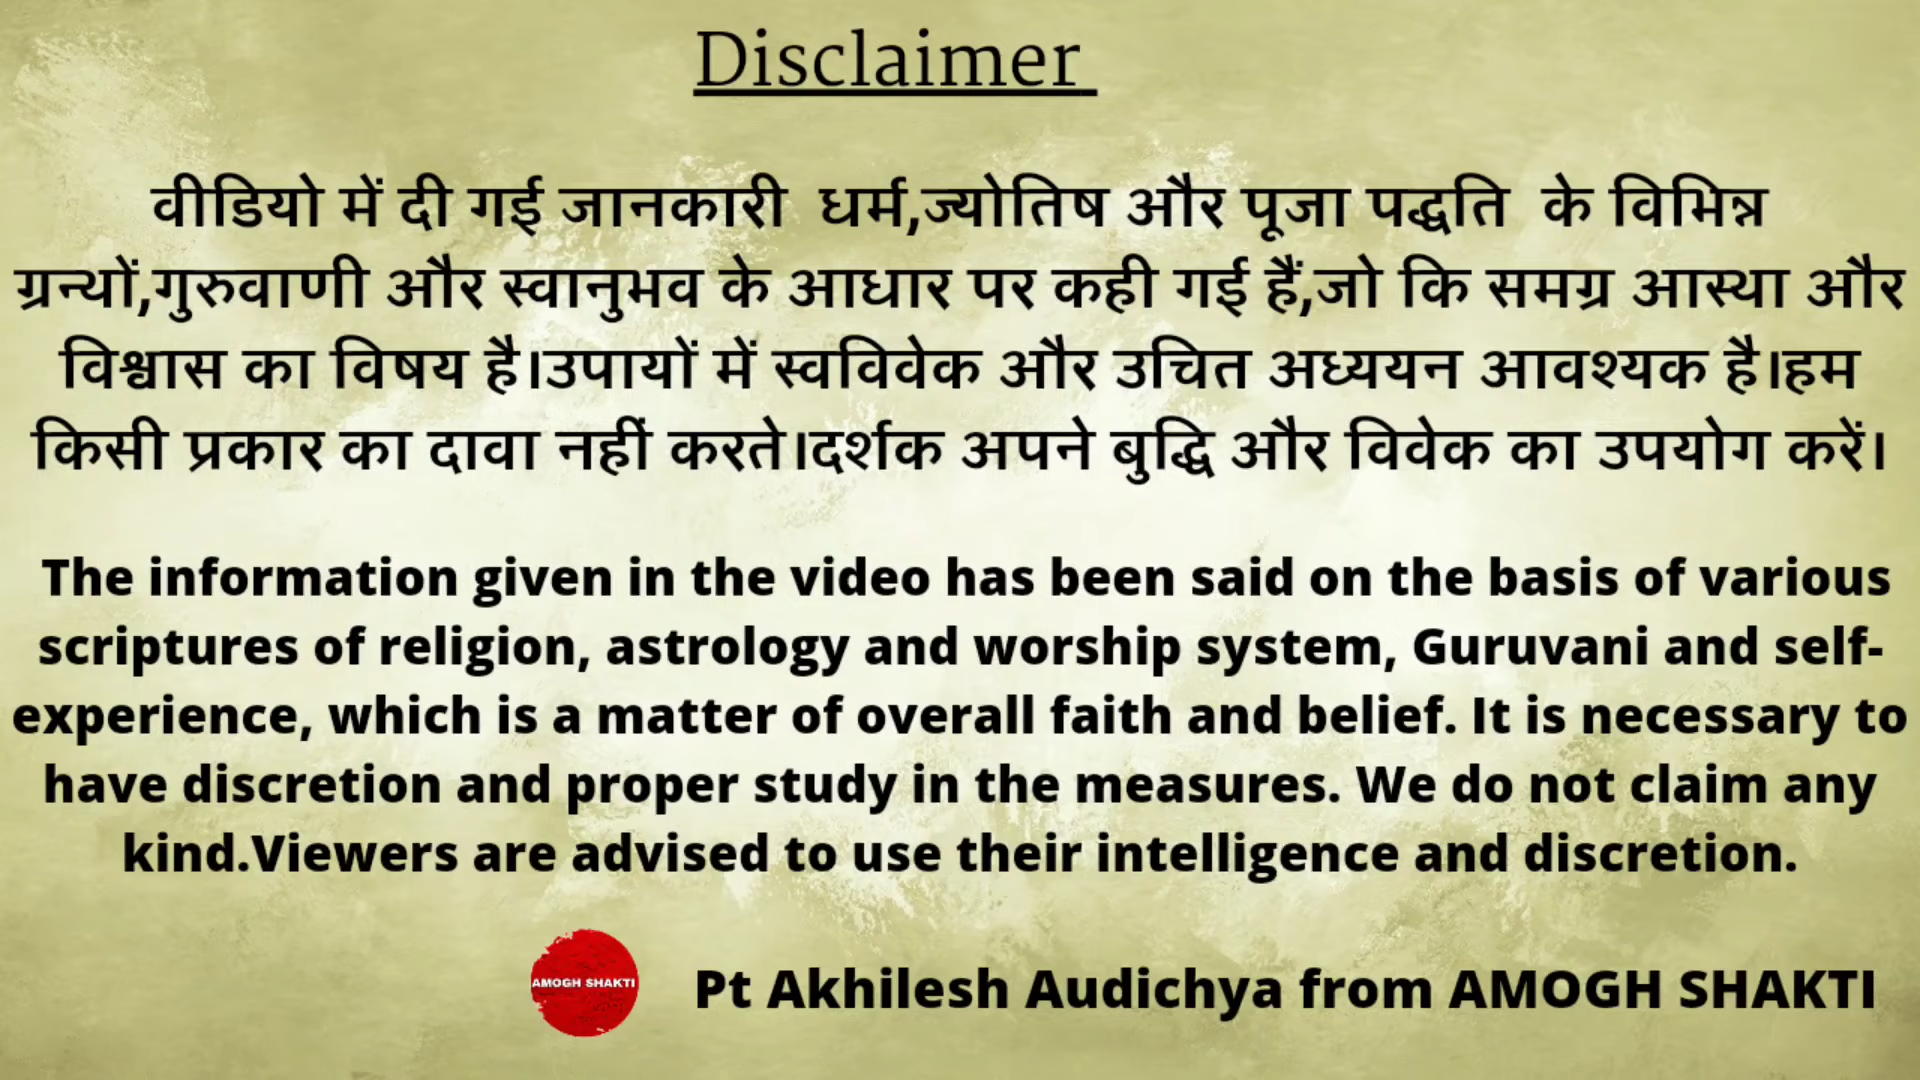 Disclaimer
वीडियो में दी गई जानकारी  धर्म,ज्योतिष और पूजा पद्धति  के विभिन्न
ग्रन्थों,गुरुवाणी और स्वानुभव के आधार पर कही गई हैं,जो कि समग्र आस्था और
विश्वास का विषय है।उपायों में स्वविवेक और उचित अध्ययन आवश्यक है।हम
किसी प्रकार का दावा नहीं करते।दर्शक अपने बुद्धि और विवेक का उपयोग करें।
The information given in the video has been said on the basis of various
scriptures of religion, astrology and worship system, Guruvani and self-
experience, which is a matter of overall faith and belief. It is necessary to
have discretion and proper study in the measures. We do not claim any
kind.Viewers are advised to use their intelligence and discretion.
AMOGH SHAKTI
Pt Akhilesh Audichya from AMOGH SHAKTI